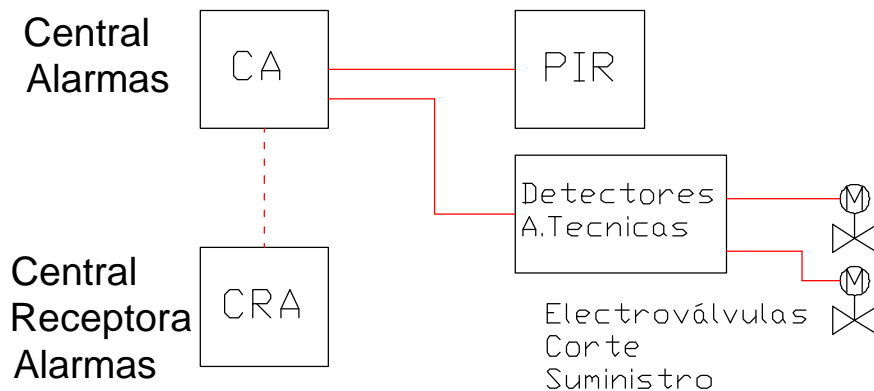 Central
Alarmas
CA
PIR
Detectores
A.Tecnicas
M
M
Central
Receptora
Alarmas
CRA
Electroválvulas
Corte
Suministro